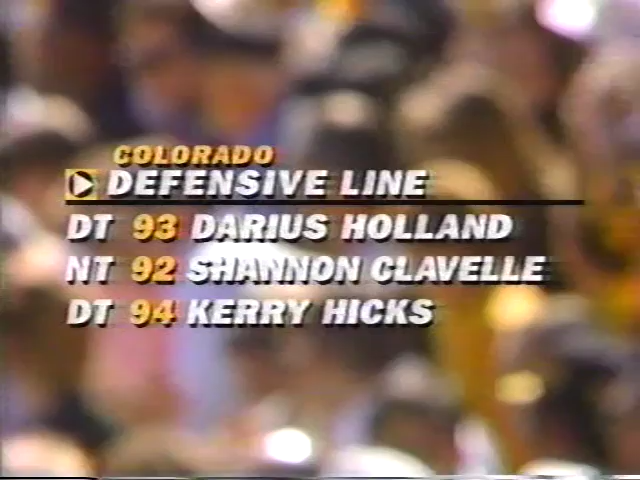 COLORADO
DEFENSIVE LINE
DT 93 DARIUS HOLLAND
NT 92 SHANNON CLAVELLE
DT 94 KERRY HICKS